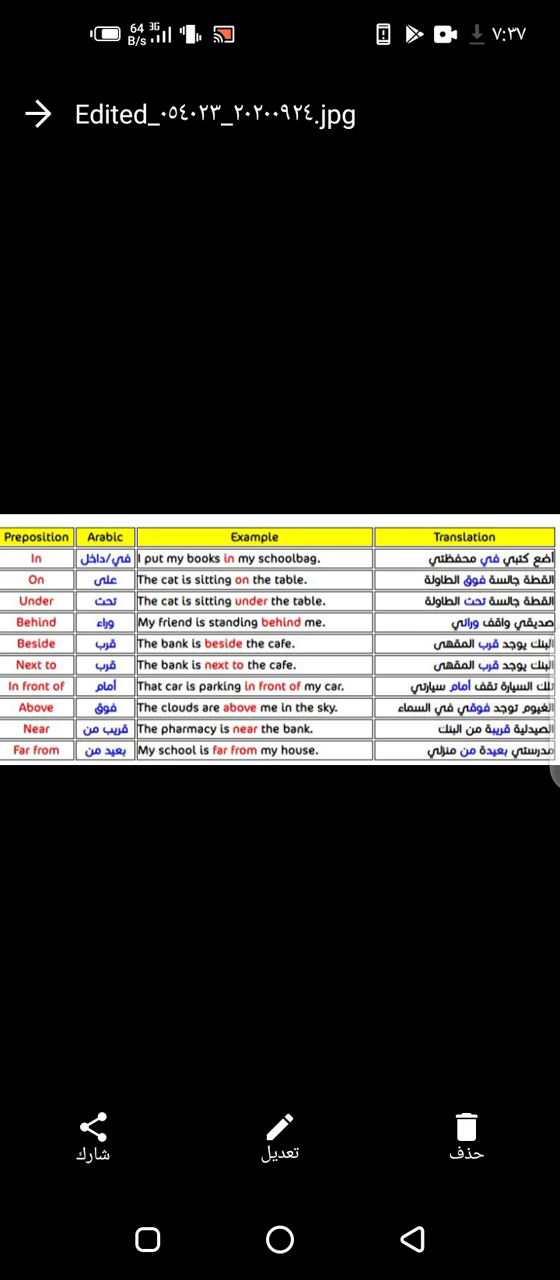 64 B/s 3G ٧:٣٧
Edited_٢٠٢٠٠٩٢٤_٠٥٤٠٢٣.jpg
Preposition Arabic Example Translation
In في/داخل I put my books in my schoolbag. أضع كتبي في محفظتي
On على The cat is sitting on the table. القطة جالسة فوق الطاولة
Under تحت The cat is sitting under the table. القطة جالسة تحت الطاولة
Behind وراء My friend is standing behind me. صديقي واقف ورائي
Beside قرب The bank is beside the cafe. البنك يوجد قرب المقهى
Next to قرب The bank is next to the cafe. البنك يوجد قرب المقهى
In front of أمام That car is parking in front of my car. تلك السيارة تقف أمام سيارتي
Above فوق The clouds are above me in the sky. الغيوم توجد فوقي في السماء
Near قريب من The pharmacy is near the bank. الصيدلية قريبة من البنك
Far from بعيد من My school is far from my house. مدرستي بعيدة من منزلي
شارك تعديل حذف